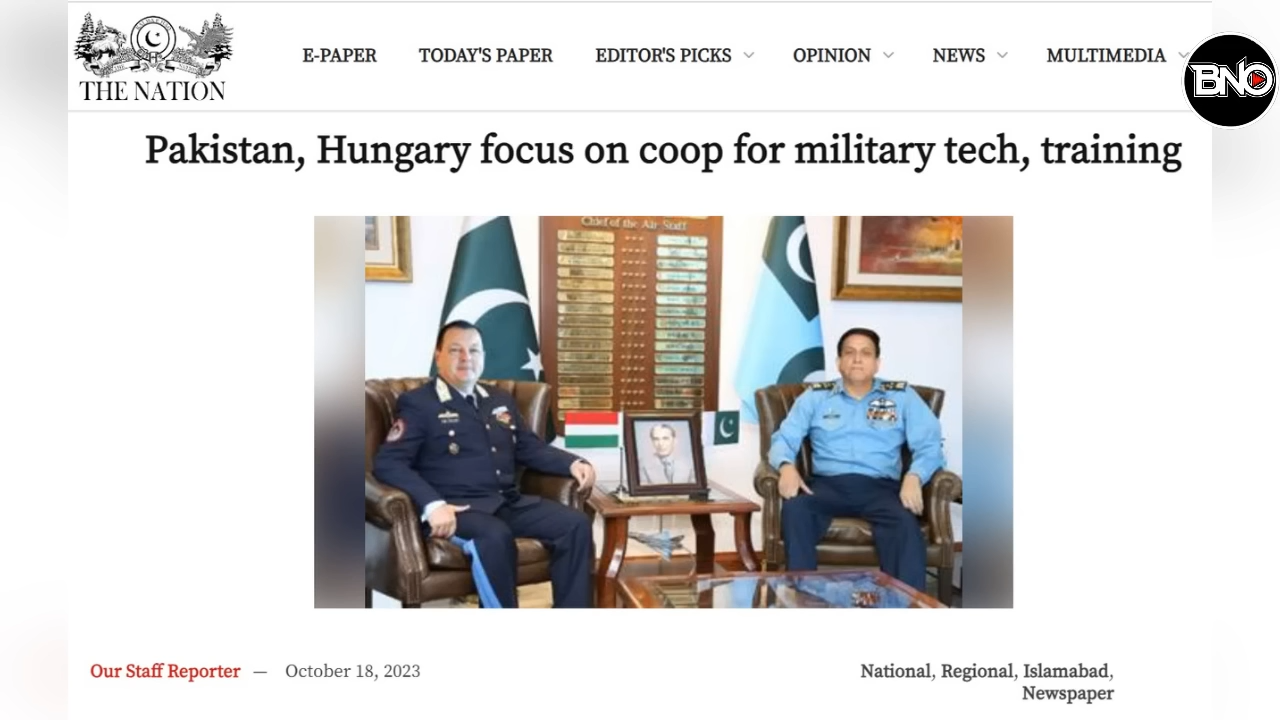 THE NATION
E-PAPER TODAY'S PAPER EDITOR'S PICKS OPINION NEWS MULTIMEDIA
BNO
Pakistan, Hungary focus on coop for military tech, training
Chief of the Air Staff
Our Staff Reporter — October 18, 2023
National, Regional, Islamabad,
Newspaper